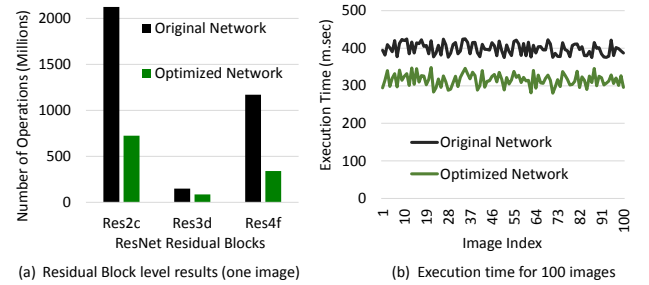 Number of Operations (Millions)
2000
1500
1000
500
0
Original Network
Optimized Network
Res2c Res3d Res4f
ResNet Residual Blocks
(a) Residual Block level results (one image)
Execution Time (m.sec)
500
400
300
200
100
0
Original Network
Optimized Network
1 10 19 28 37 46 55 64 73 82 91 100
Image Index
(b) Execution time for 100 images